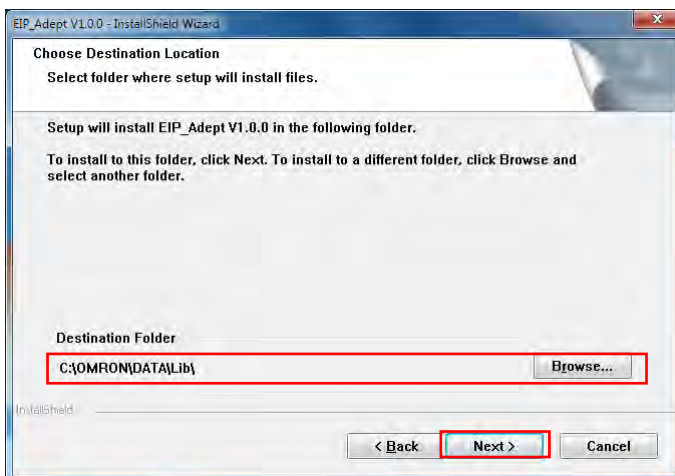 EIP_Adept V1.0.0 - InstallShield Wizard
Choose Destination Location
Select folder where setup will install files.
Setup will install EIP_Adept V1.0.0 in the following folder.
To install to this folder, click Next. To install to a different folder, click Browse and
select another folder.
Destination Folder
C:\OMRON\DATA\Lib\
Browse...
InstallShield
< Back
Next >
Cancel